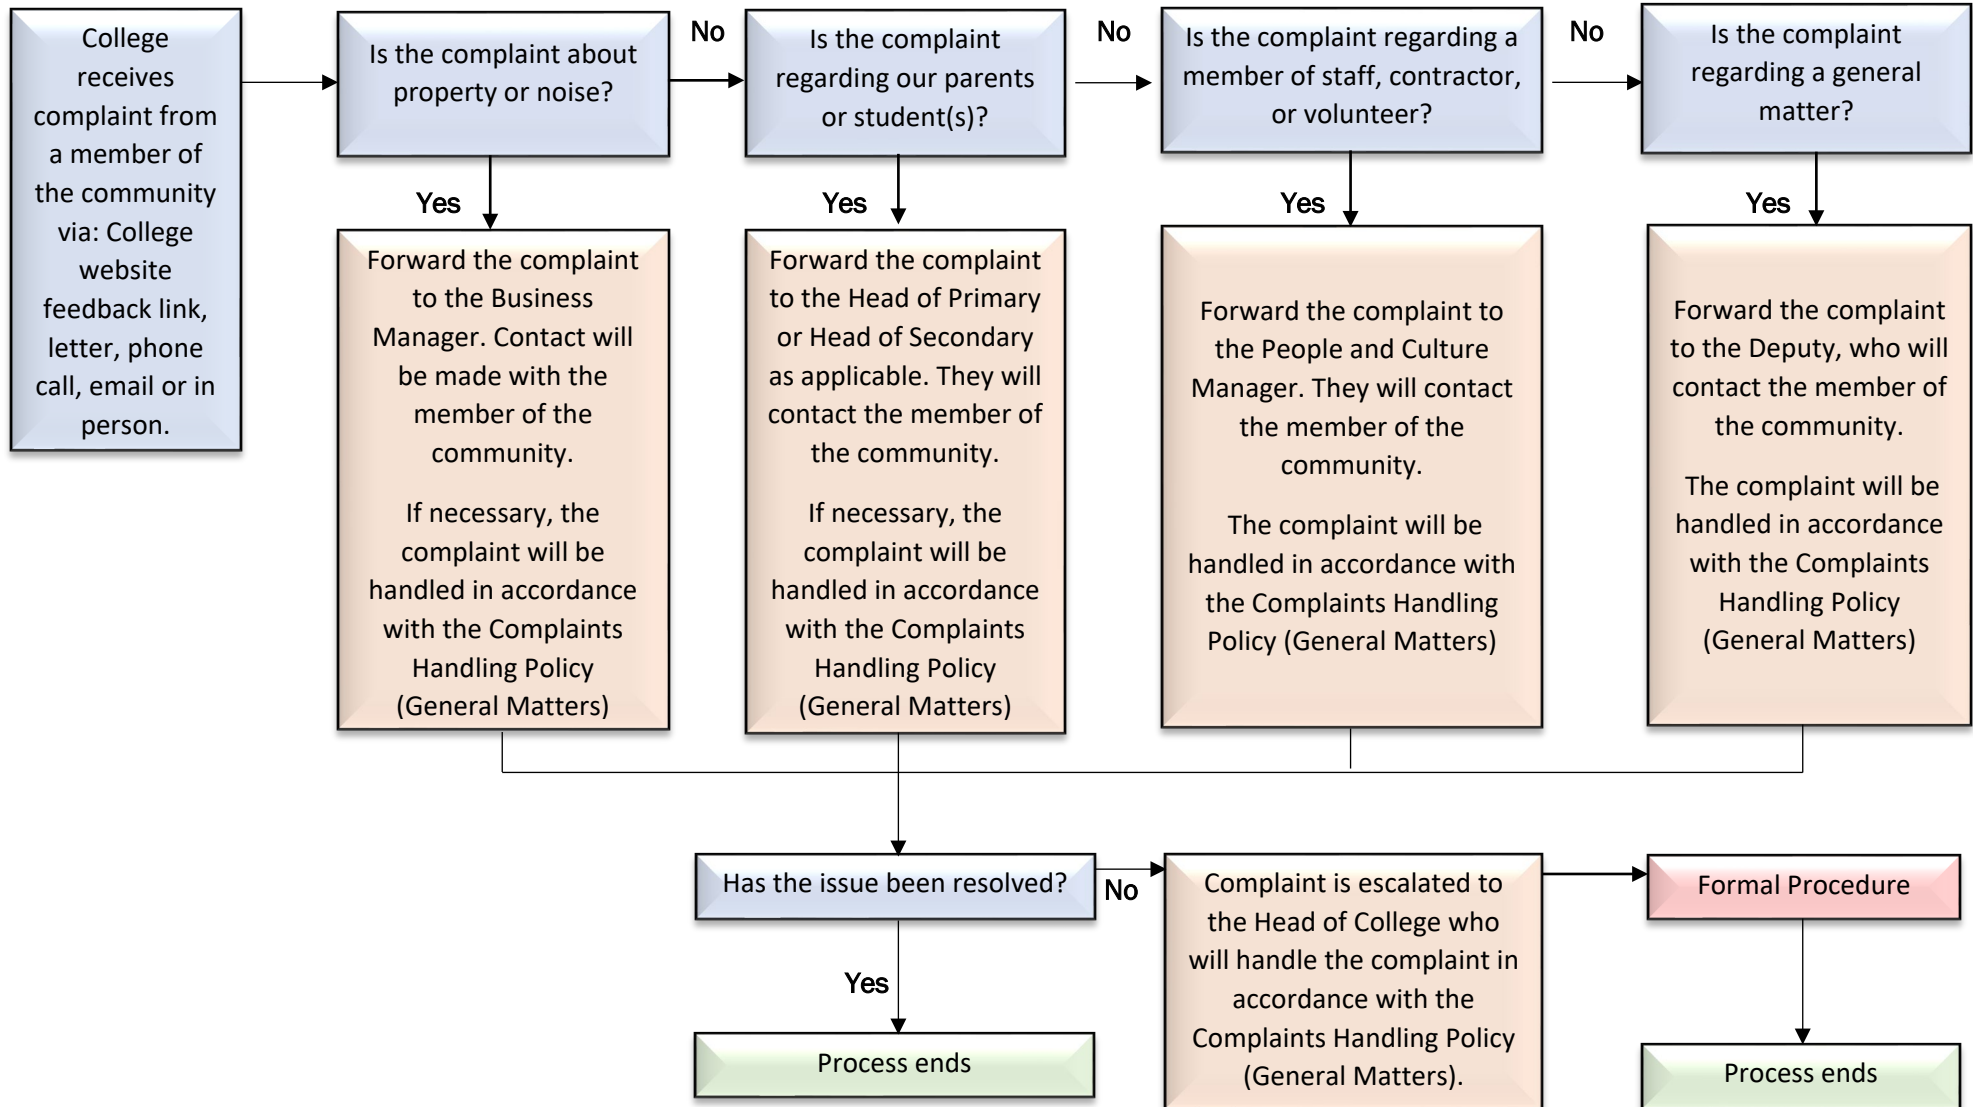 College
receives
complaint from
a member of
the community
via: College
website
feedback link,
letter, phone
call, email or in
person.
Is the complaint about
property or noise?
No
Is the complaint
regarding our parents
or student(s)?
No
Is the complaint regarding a
member of staff, contractor,
or volunteer?
No
Is the complaint
regarding a general
matter?
Yes
Yes
Yes
Yes
Forward the complaint
to the Business
Manager. Contact will
be made with the
member of the
community.
If necessary, the
complaint will be
handled in accordance
with the Complaints
Handling Policy
(General Matters)
Forward the complaint
to the Head of Primary
or Head of Secondary
as applicable. They will
contact the member of
the community.
If necessary, the
complaint will be
handled in accordance
with the Complaints
Handling Policy
(General Matters)
Forward the complaint to
the People and Culture
Manager. They will contact
the member of the
community.
The complaint will be
handled in accordance with
the Complaints Handling
Policy (General Matters)
Forward the complaint
to the Deputy, who will
contact the member of
the community.
The complaint will be
handled in accordance
with the Complaints
Handling Policy
(General Matters)
Has the issue been resolved?
No
Complaint is escalated to
the Head of College who
will handle the complaint in
accordance with the
Complaints Handling Policy
(General Matters).
Formal Procedure
Yes
Process ends
Process ends